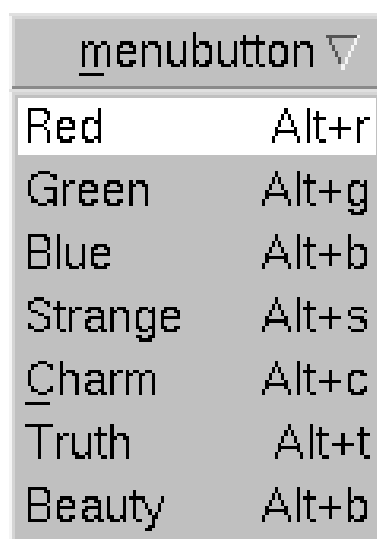 menubutton
Red Alt+r
Green Alt+g
Blue Alt+b
Strange Alt+s
Charm Alt+c
Truth Alt+t
Beauty Alt+b